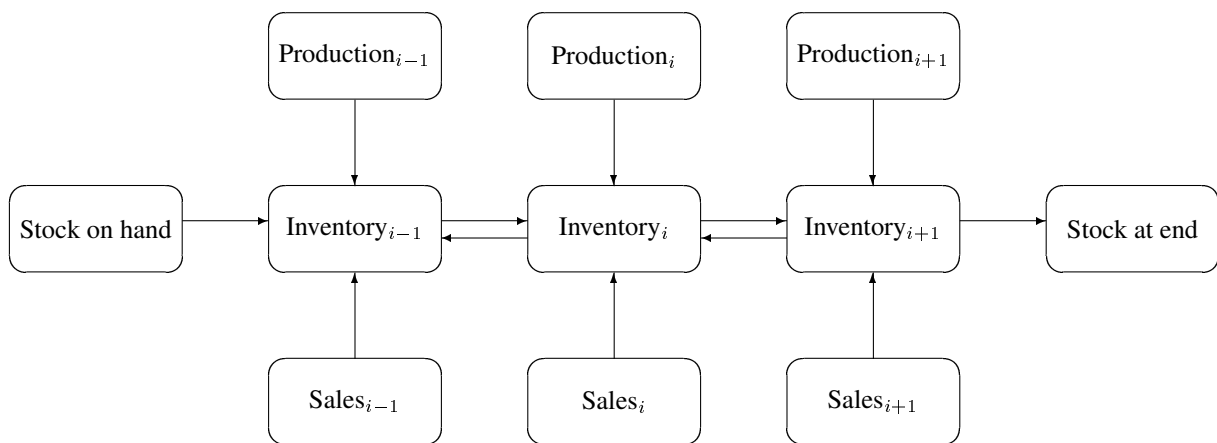 Production_{i−1}
Production_i
Production_{i+1}
Stock on hand
Inventory_{i−1}
Inventory_i
Inventory_{i+1}
Stock at end
Sales_{i−1}
Sales_i
Sales_{i+1}